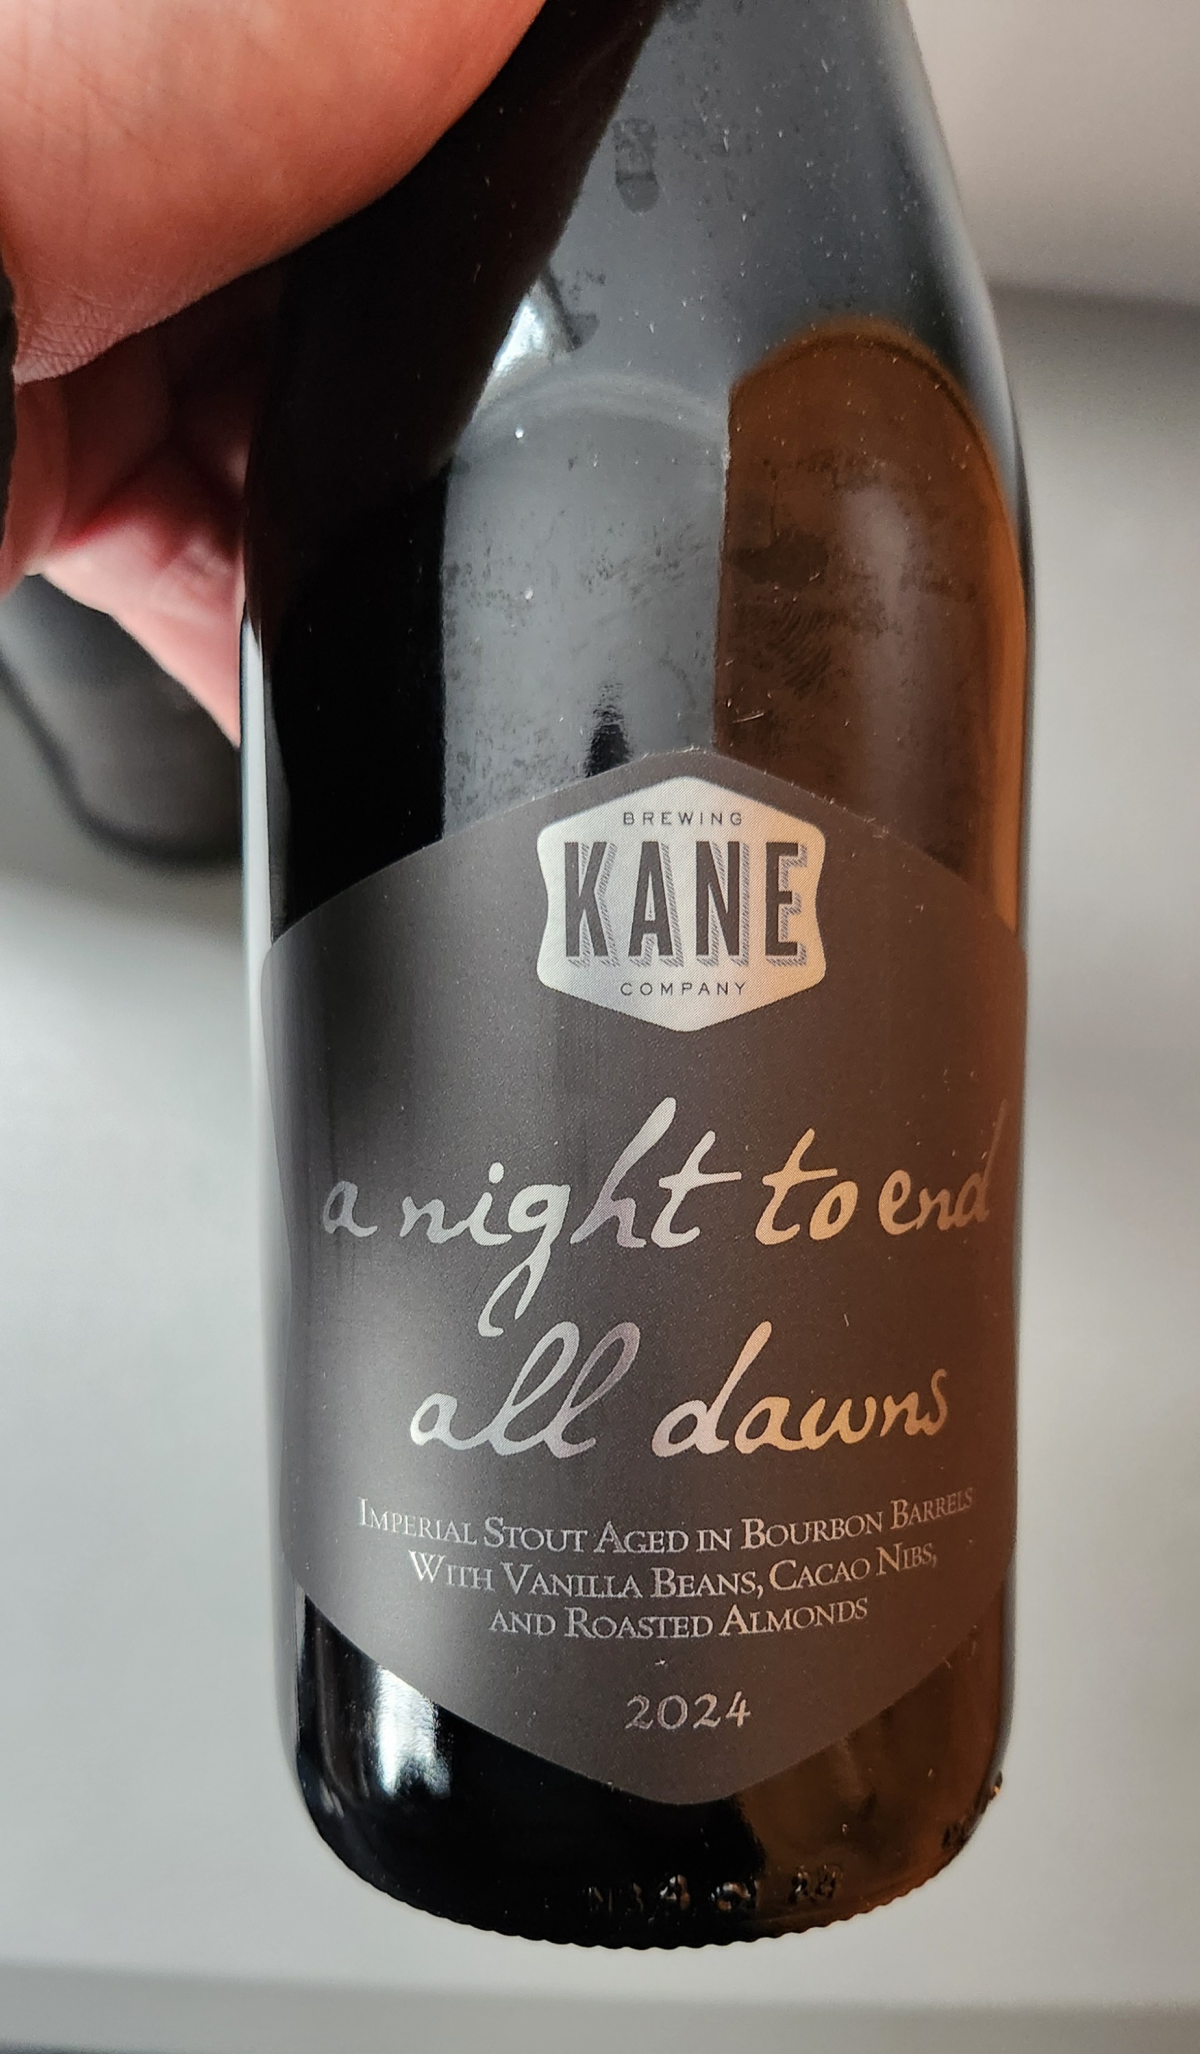 BREWING
KANE
COMPANY
a night to end
all dawns
Imperial Stout Aged in Bourbon Barrels
With Vanilla Beans, Cacao Nibs,
and Roasted Almonds
2024